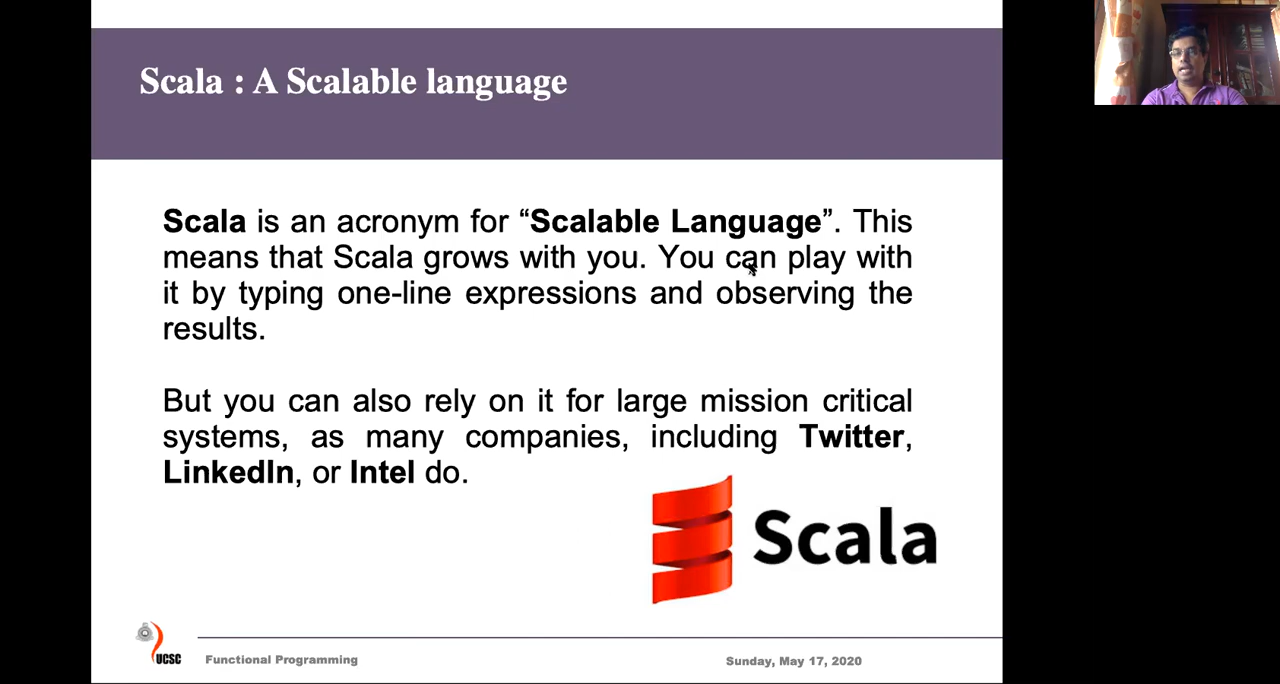 Scala : A Scalable language
Scala is an acronym for “Scalable Language”. This
means that Scala grows with you. You can play with
it by typing one-line expressions and observing the
results.
But you can also rely on it for large mission critical
systems, as many companies, including Twitter,
LinkedIn, or Intel do.
Scala
UCSC
Functional Programming
Sunday, May 17, 2020